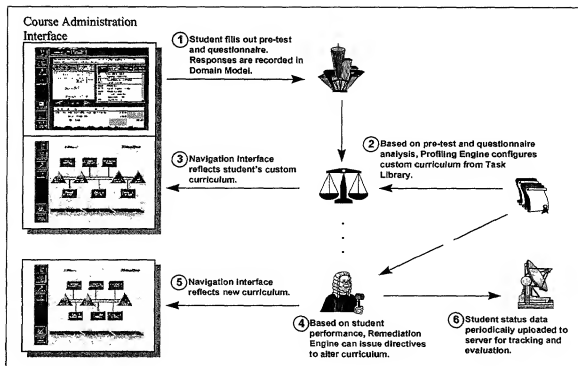 Course Administration
Interface
1 Student fills out pre-test
and questionnaire.
Responses are recorded in
Domain Model.
2 Based on pre-test and questionnaire
analysis, Profiling Engine configures
custom curriculum from Task
Library.
3 Navigation Interface
reflects student's custom
curriculum.
5 Navigation Interface
reflects new curriculum.
4 Based on student
performance, Remediation
Engine can issue directives
to alter curriculum.
6 Student status data
periodically uploaded to
server for tracking and
evaluation.